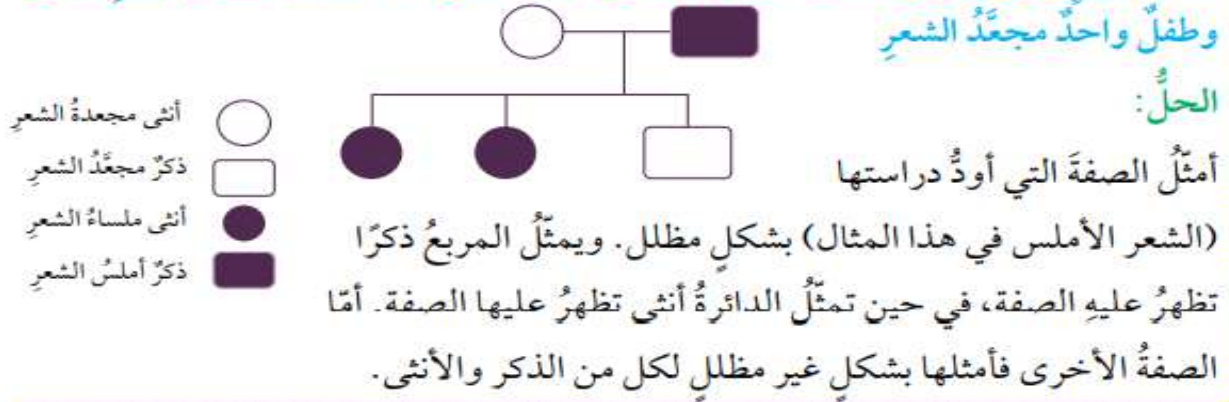 وطفلٌ واحدٌ مجعَّدُ الشعرِ
الحلُّ:
أمثّلُ الصفةَ التي أودُّ دراستها
(الشعر الأملس في هذا المثال) بشكلٍ مظلل. ويمثّلُ المربعُ ذكرًا
تظهرُ عليهِ الصفة، في حين تمثّلُ الدائرةُ أنثى تظهرُ عليها الصفة. أمّا
الصفةُ الأخرى فأمثلها بشكلٍ غير مظللٍ لكل من الذكر والأنثى.
أنثى مجعدةُ الشعرِ
ذكرٌ مجعَّدُ الشعرِ
أنثى ملساءُ الشعرِ
ذكرٌ أملسُ الشعرِ